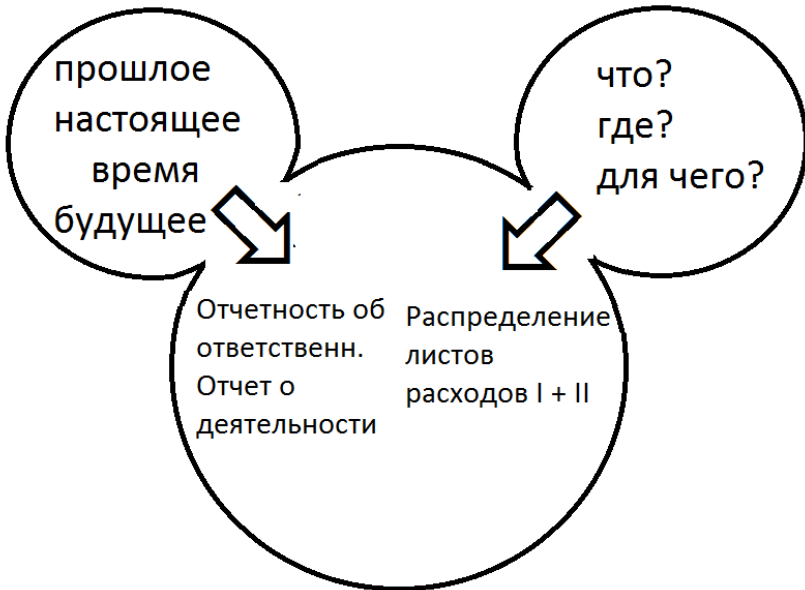 прошлое
настоящее
время
будущее
что?
где?
для чего?
Отчетность об
ответственн.
Отчет о
деятельности
Распределение
листов
расходов I + II